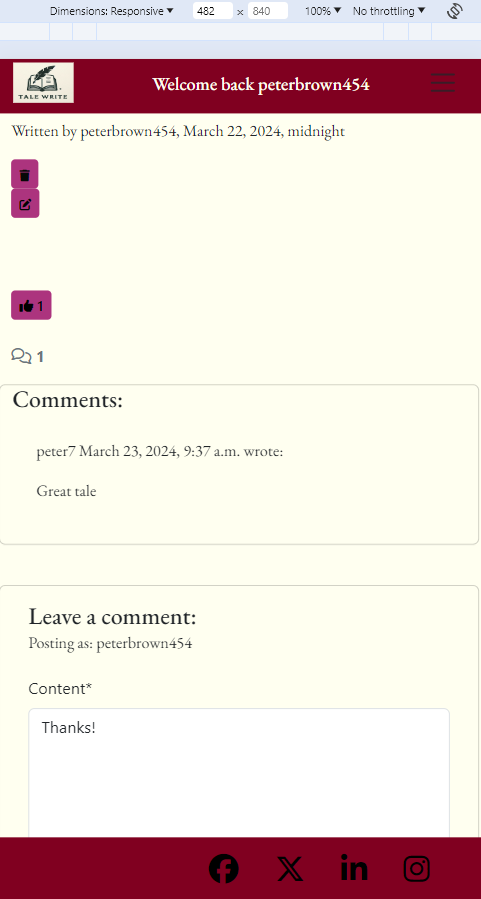 Dimensions: Responsive 482 x 840 100% No throttling
TALE WRITE
Welcome back peterbrown454
Written by peterbrown454, March 22, 2024, midnight
1
1
Comments:
peter7 March 23, 2024, 9:37 a.m. wrote:
Great tale
Leave a comment:
Posting as: peterbrown454
Content*
Thanks!